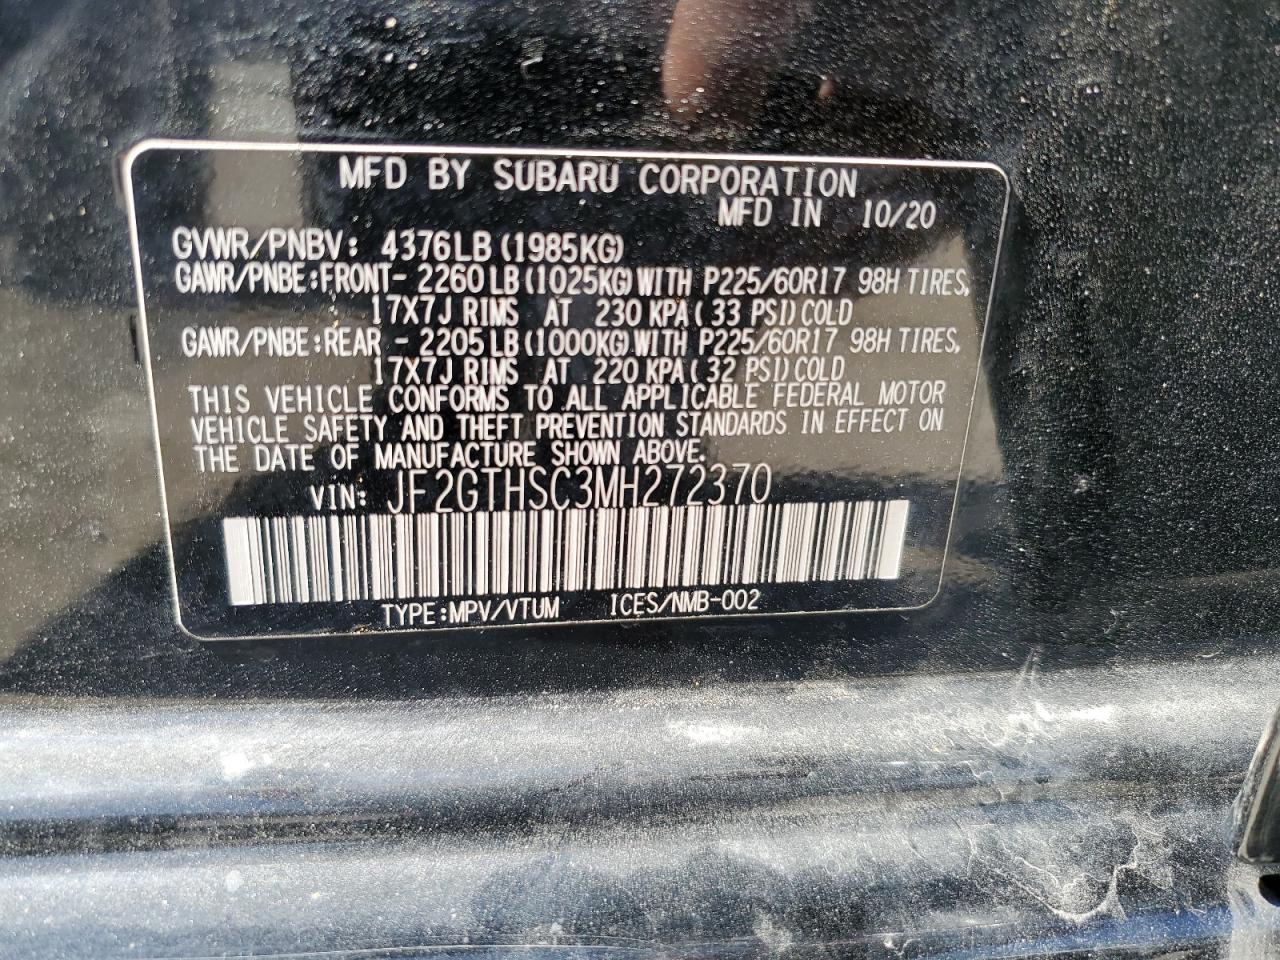 MFD BY SUBARU CORPORATION
MFD IN 10/20
GVWR/PNBV: 4376LB(1985KG)
GAWR/PNBE:FRONT- 2260LB(1025KG)WITH P225/60R17 98H TIRES,
17X7J RIMS AT 230 KPA(33 PSI)COLD
GAWR/PNBE:REAR - 2205LB(1000KG)WITH P225/60R17 98H TIRES,
17X7J RIMS AT 220 KPA(32 PSI)COLD
THIS VEHICLE CONFORMS TO ALL APPLICABLE FEDERAL MOTOR
VEHICLE SAFETY AND THEFT PREVENTION STANDARDS IN EFFECT ON
THE DATE OF MANUFACTURE SHOWN ABOVE.
VIN: JF2GTHSC3MH272370
TYPE:MPV/VTUM ICES/NMB-002